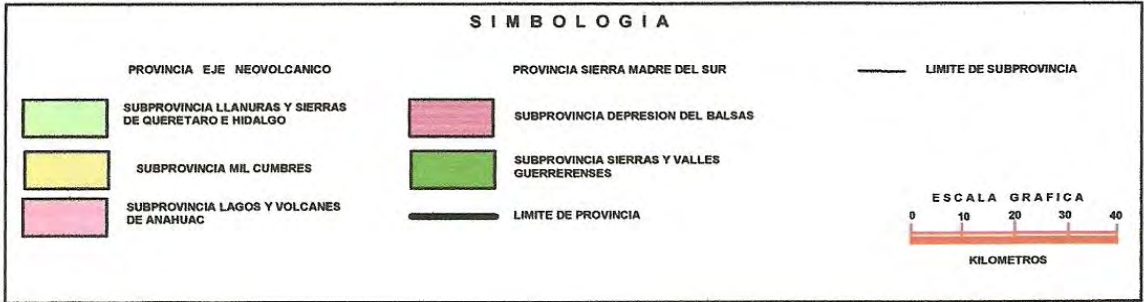 SIMBOLOGIA
PROVINCIA EJE NEOVOLCANICO
SUBPROVINCIA LLANURAS Y SIERRAS
DE QUERETARO E HIDALGO
SUBPROVINCIA MIL CUMBRES
SUBPROVINCIA LAGOS Y VOLCANES
DE ANAHUAC
PROVINCIA SIERRA MADRE DEL SUR
SUBPROVINCIA DEPRESION DEL BALSAS
SUBPROVINCIA SIERRAS Y VALLES
GUERRERENSES
LIMITE DE PROVINCIA
LIMITE DE SUBPROVINCIA
ESCALA GRAFICA
0 10 20 30 40
KILOMETROS